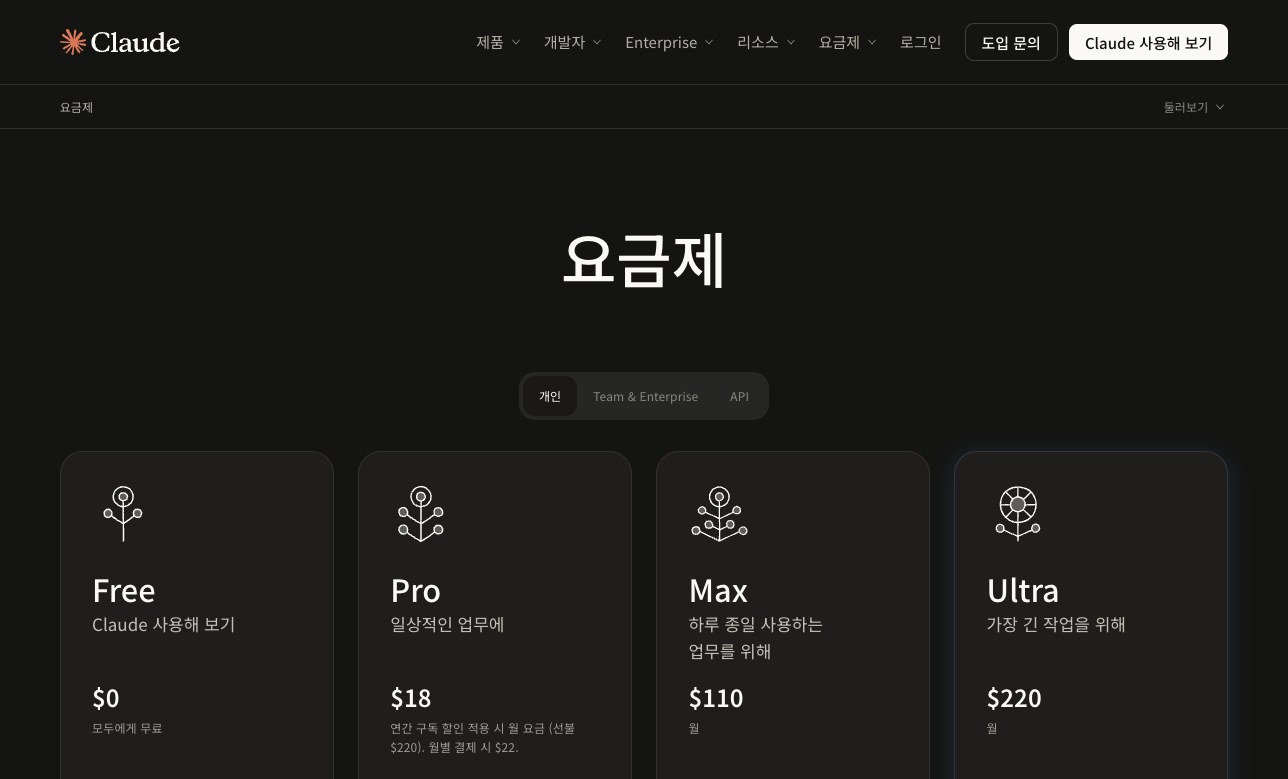 Claude
제품
개발자
Enterprise
리소스
요금제
로그인
도입 문의
Claude 사용해 보기
요금제
둘러보기
요금제
개인
Team & Enterprise
API
Free
Claude 사용해 보기
$0
모두에게 무료
Pro
일상적인 업무에
$18
연간 구독 할인 적용 시 월 요금 (선불
$220). 월별 결제 시 $22.
Max
하루 종일 사용하는
업무를 위해
$110
월
Ultra
가장 긴 작업을 위해
$220
월